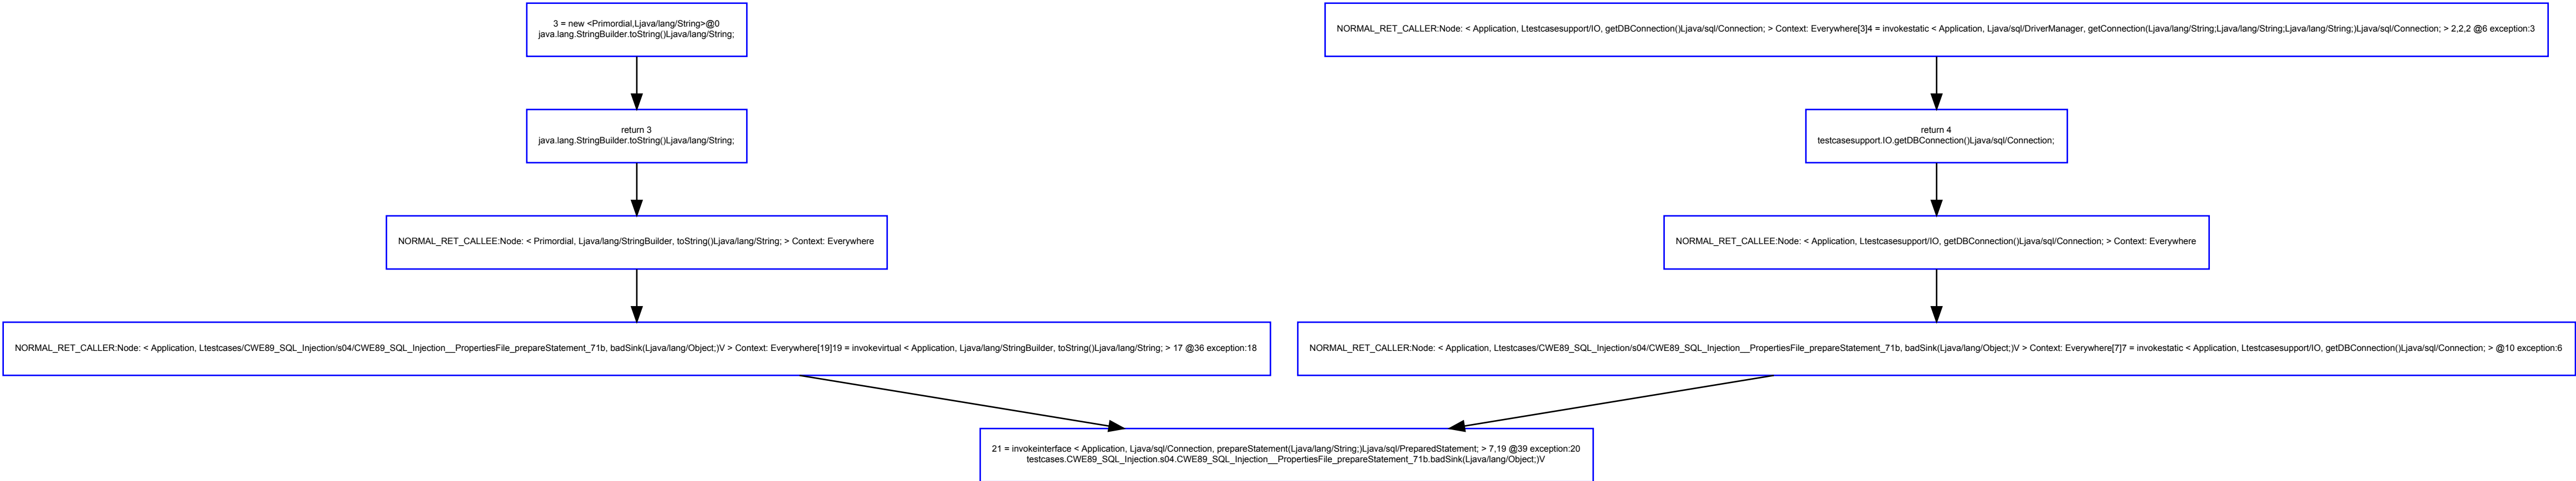 3 = new <Primordial,Ljava/lang/String>@0
java.lang.StringBuilder.toString()Ljava/lang/String;
NORMAL_RET_CALLER:Node: < Application, Ltestcasesupport/IO, getDBConnection()Ljava/sql/Connection; > Context: Everywhere[3]4 = invokestatic < Application, Ljava/sql/DriverManager, getConnection(Ljava/lang/String;Ljava/lang/String;Ljava/lang/String;)Ljava/sql/Connection; > 2,2,2 @6 exception:3
return 3
java.lang.StringBuilder.toString()Ljava/lang/String;
return 4
testcasesupport.IO.getDBConnection()Ljava/sql/Connection;
NORMAL_RET_CALLEE:Node: < Primordial, Ljava/lang/StringBuilder, toString()Ljava/lang/String; > Context: Everywhere
NORMAL_RET_CALLEE:Node: < Application, Ltestcasesupport/IO, getDBConnection()Ljava/sql/Connection; > Context: Everywhere
NORMAL_RET_CALLER:Node: < Application, Ltestcases/CWE89_SQL_Injection/s04/CWE89_SQL_Injection__PropertiesFile_prepareStatement_71b, badSink(Ljava/lang/Object;)V > Context: Everywhere[19]19 = invokevirtual < Application, Ljava/lang/StringBuilder, toString()Ljava/lang/String; > 17 @36 exception:18
NORMAL_RET_CALLER:Node: < Application, Ltestcases/CWE89_SQL_Injection/s04/CWE89_SQL_Injection__PropertiesFile_prepareStatement_71b, badSink(Ljava/lang/Object;)V > Context: Everywhere[7]7 = invokestatic < Application, Ltestcasesupport/IO, getDBConnection()Ljava/sql/Connection; > @10 exception:6
21 = invokeinterface < Application, Ljava/sql/Connection, prepareStatement(Ljava/lang/String;)Ljava/sql/PreparedStatement; > 7,19 @39 exception:20
testcases.CWE89_SQL_Injection.s04.CWE89_SQL_Injection__PropertiesFile_prepareStatement_71b.badSink(Ljava/lang/Object;)V